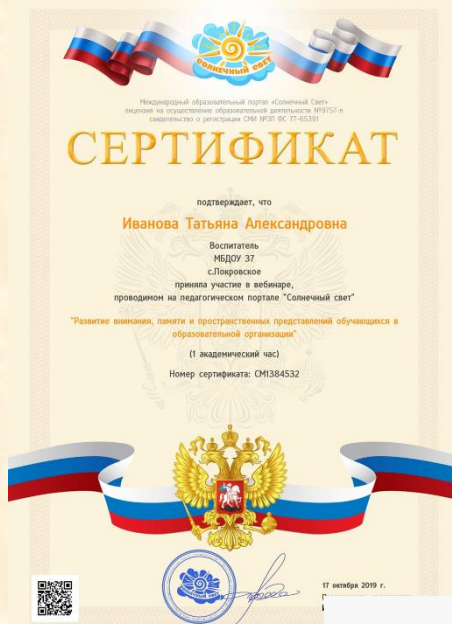 СОЛНЕЧНЫЙ СВЕТ
Международный образовательный портал «Солнечный Свет»
лицензия на осуществление образовательной деятельности №9757-л
свидетельство о регистрации СМИ №ЭЛ ФС 77-65391
СЕРТИФИКАТ
подтверждает, что
Иванова Татьяна Александровна
Воспитатель
МБДОУ 37
с.Покровское
приняла участие в вебинаре,
проводимом на педагогическом портале "Солнечный свет"
"Развитие внимания, памяти и пространственных представлений обучающихся в
образовательной организации"
(1 академический час)
Номер сертификата: СМ1384532
17 октября 2019 г.